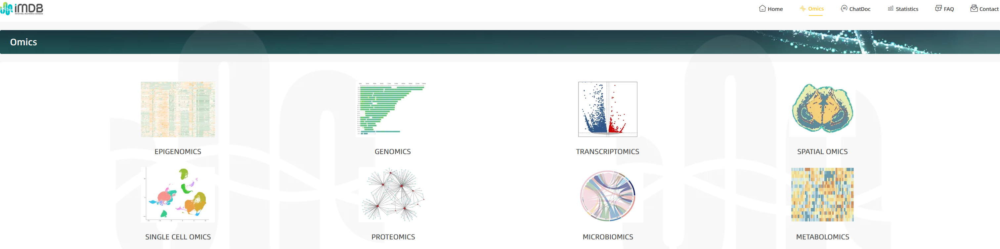 iMDB
INTESTINAL MULTIOMICS DATABASE
Home
Omics
ChatDoc
Statistics
FAQ
Contact
Omics
EPIGENOMICS
GENOMICS
TRANSCRIPTOMICS
SPATIAL OMICS
SINGLE CELL OMICS
PROTEOMICS
MICROBIOMICS
METABOLOMICS